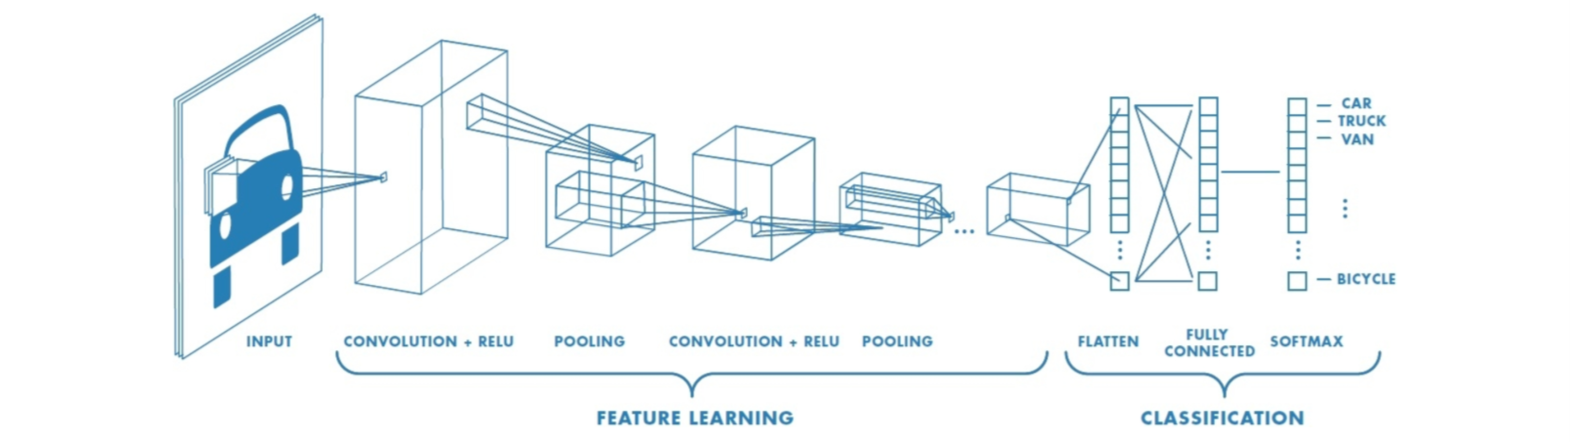 CAR
TRUCK
VAN
BICYCLE
INPUT
CONVOLUTION + RELU
POOLING
CONVOLUTION + RELU
POOLING
FLATTEN
FULLY
CONNECTED
SOFTMAX
FEATURE LEARNING
CLASSIFICATION